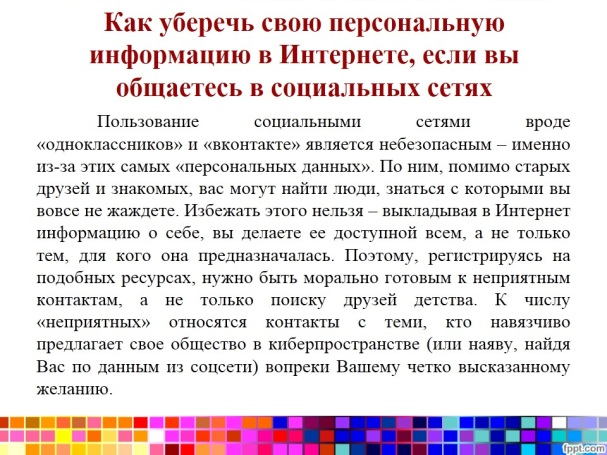 Как уберечь свою персональную
информацию в Интернете, если вы
общаетесь в социальных сетях
Пользование социальными сетями вроде
«одноклассников» и «вконтакте» является небезопасным – именно
из-за этих самых «персональных данных». По ним, помимо старых
друзей и знакомых, вас могут найти люди, знаться с которыми вы
вовсе не жаждете. Избежать этого нельзя – выкладывая в Интернет
информацию о себе, вы делаете ее доступной всем, а не только
тем, для кого она предназначалась. Поэтому, регистрируясь на
подобных ресурсах, нужно быть морально готовым к неприятным
контактам, а не только поиску друзей детства. К числу
«неприятных» относятся контакты с теми, кто навязчиво
предлагает свое общество в киберпространстве (или наяву, найдя
Вас по данным из соцсети) вопреки Вашему четко высказанному
желанию.
fppt.com